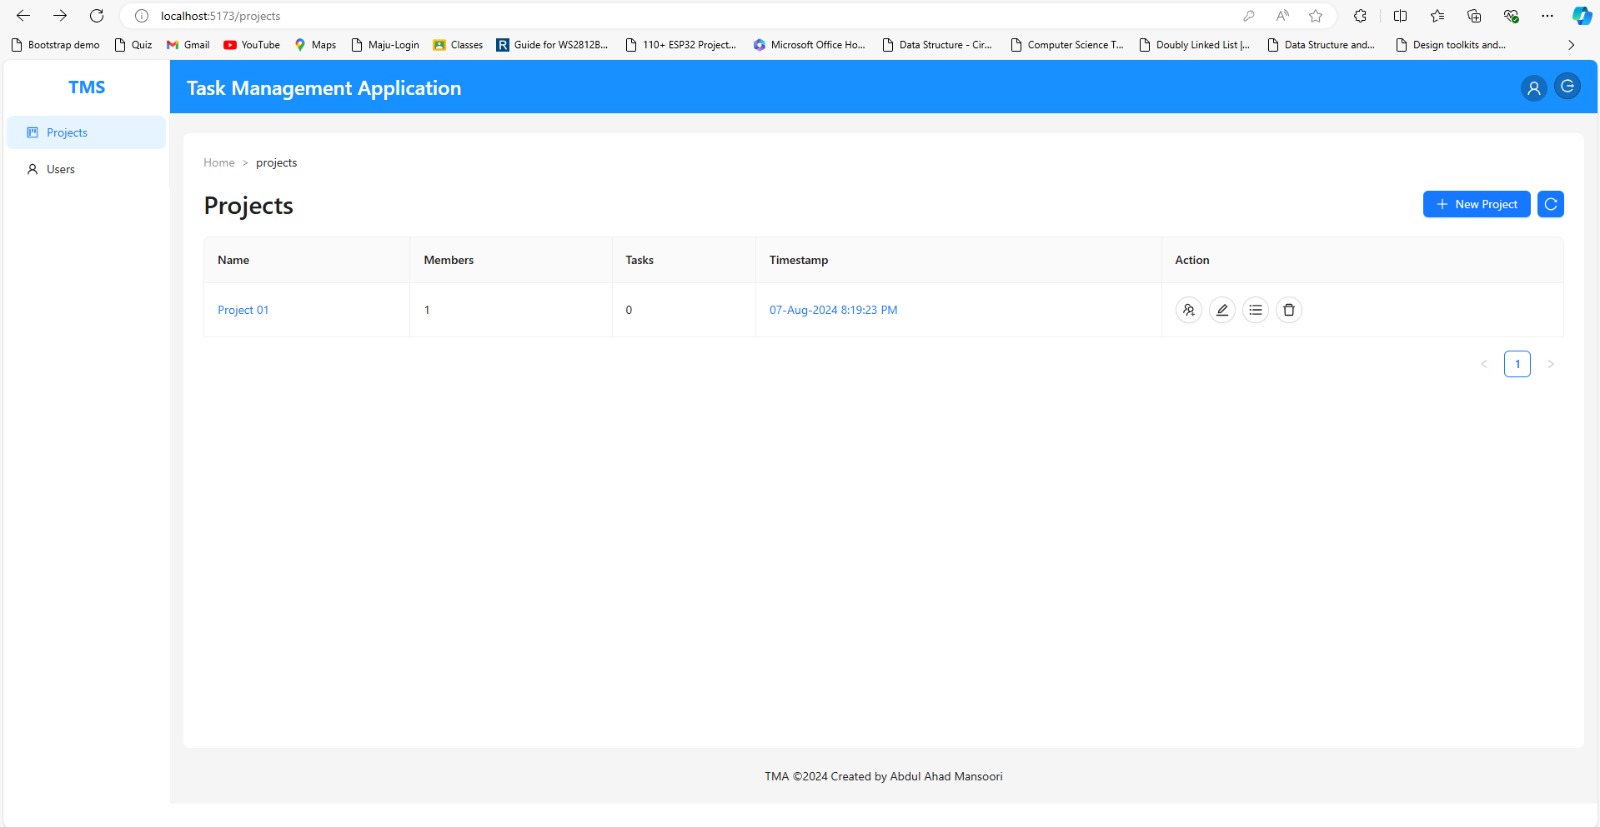 localhost:5173/projects
Bootstrap demo Quiz Gmail YouTube Maps Maju-Login Classes R Guide for WS2812B... 110+ ESP32 Project... Microsoft Office Ho... Data Structure - Cir... Computer Science T... Doubly Linked List |... Data Structure and... Design toolkits and...
TMS
Task Management Application
Projects
Users
Home > projects
Projects
+ New Project
Name Members Tasks Timestamp Action
Project 01 1 0 07-Aug-2024 8:19:23 PM
< 1 >
TMA ©2024 Created by Abdul Ahad Mansoori